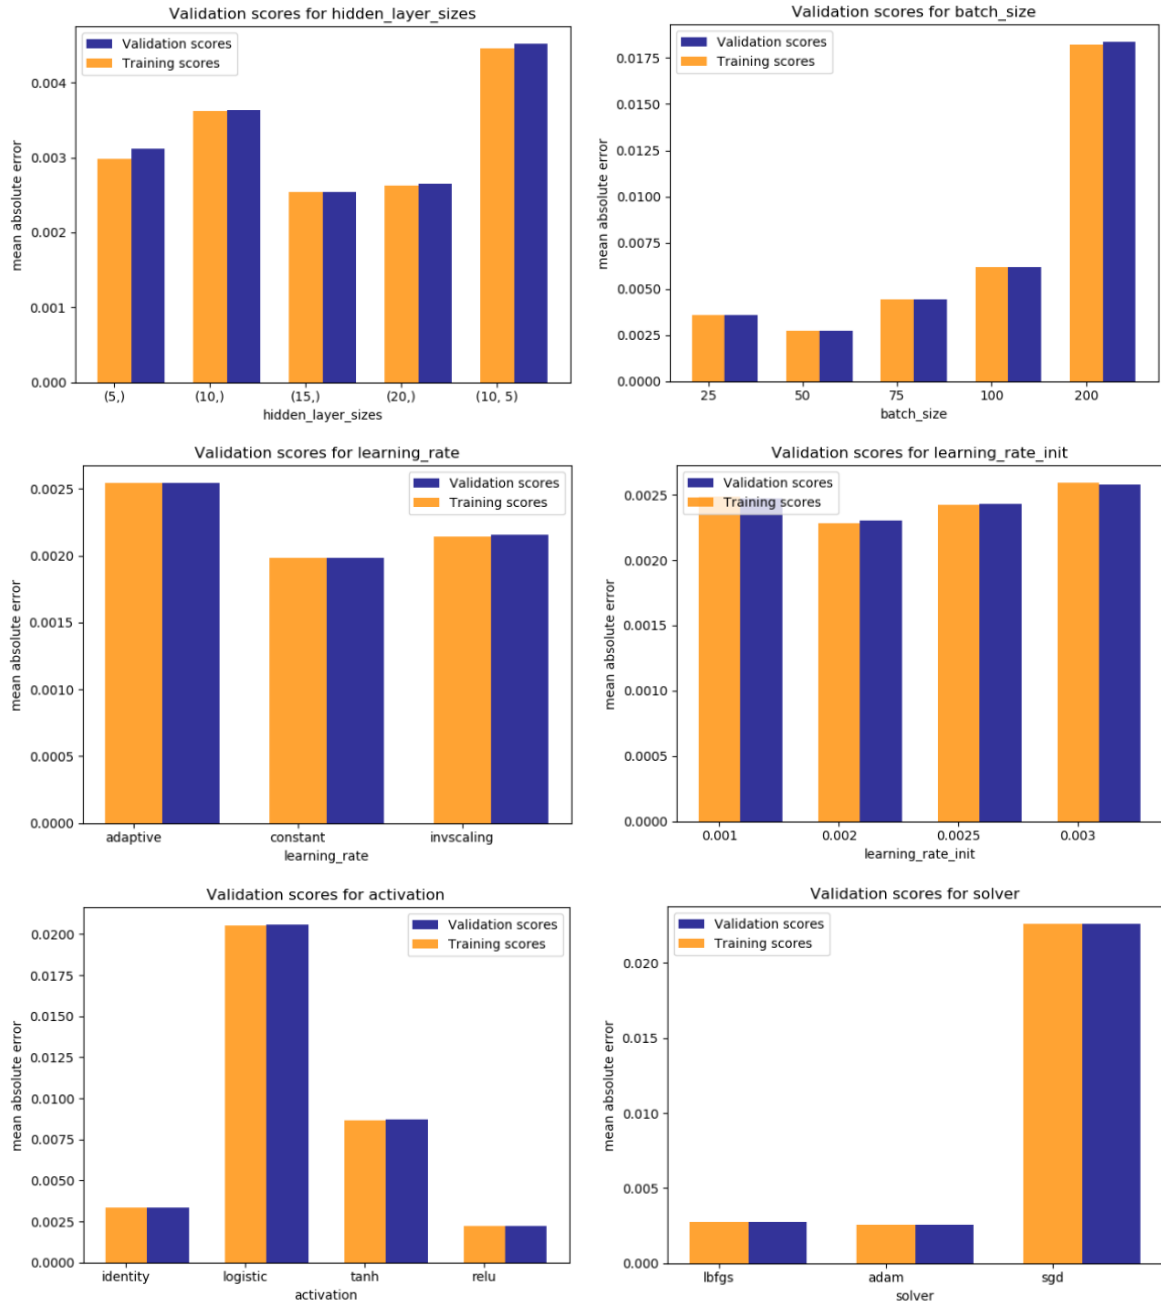 Validation scores for hidden_layer_sizes
Validation scores
Training scores
mean absolute error
0.004
0.003
0.002
0.001
0.000
(5,) (10,) (15,) (20,) (10, 5)
hidden_layer_sizes
Validation scores for batch_size
Validation scores
Training scores
mean absolute error
0.0175
0.0150
0.0125
0.0100
0.0075
0.0050
0.0025
0.0000
25 50 75 100 200
batch_size
Validation scores for learning_rate
Validation scores
Training scores
mean absolute error
0.0025
0.0020
0.0015
0.0010
0.0005
0.0000
adaptive constant invscaling
learning_rate
Validation scores for learning_rate_init
Validation scores
Training scores
mean absolute error
0.0025
0.0020
0.0015
0.0010
0.0005
0.0000
0.001 0.002 0.0025 0.003
learning_rate_init
Validation scores for activation
Validation scores
Training scores
mean absolute error
0.0200
0.0175
0.0150
0.0125
0.0100
0.0075
0.0050
0.0025
0.0000
identity logistic tanh relu
activation
Validation scores for solver
Validation scores
Training scores
mean absolute error
0.020
0.015
0.010
0.005
0.000
lbfgs adam sgd
solver